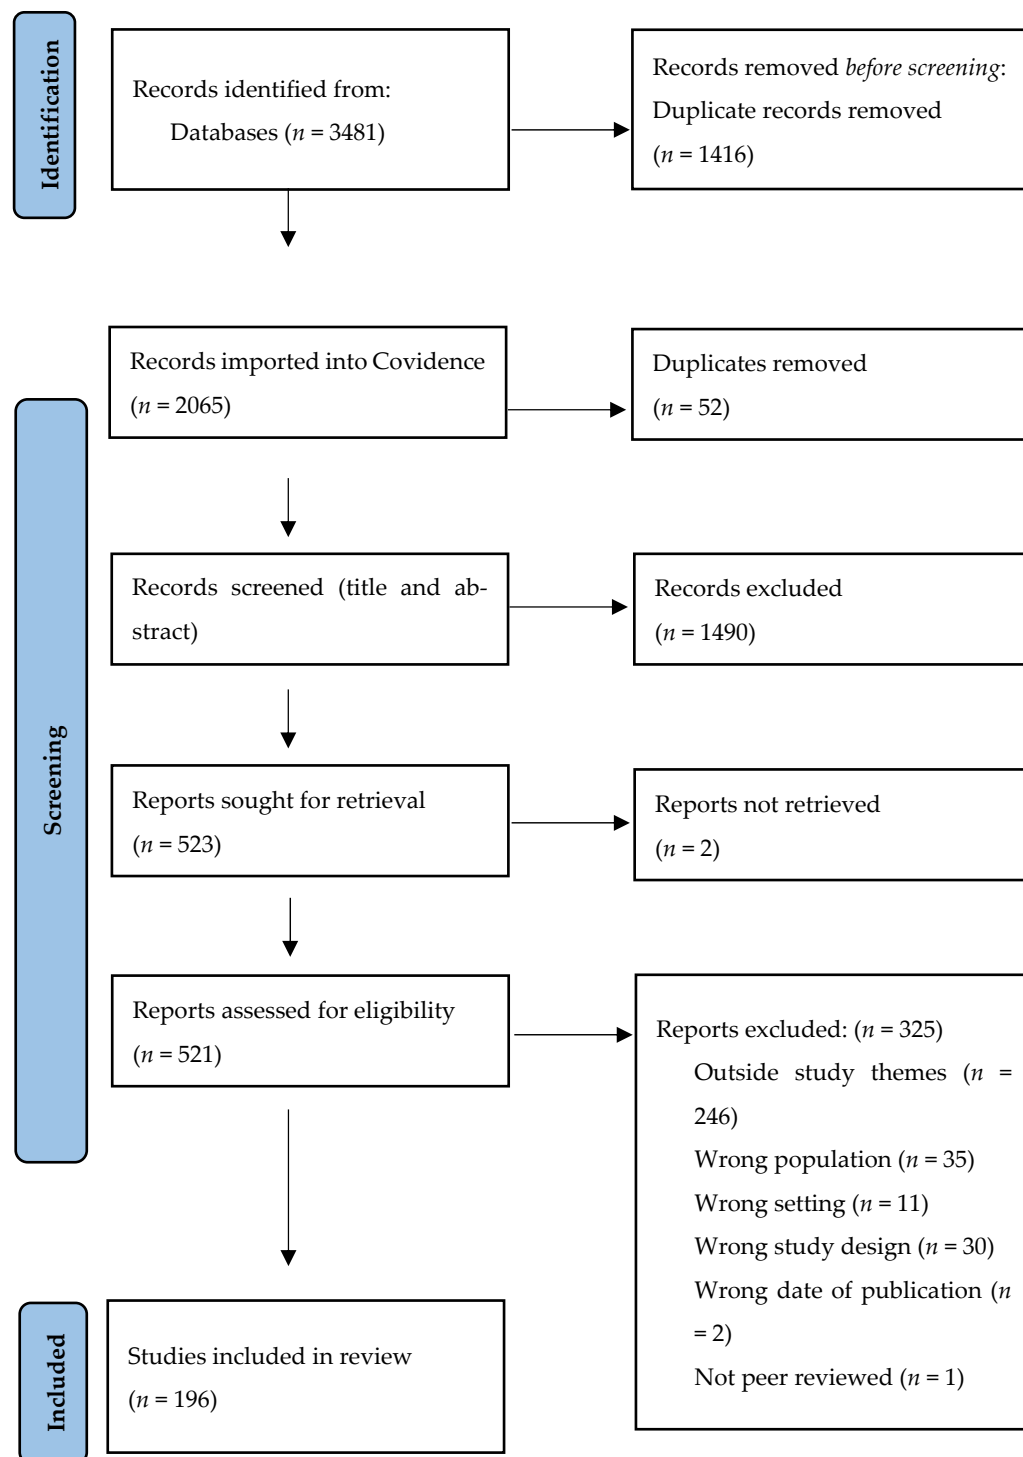 Identification
Records identified from:
Databases (n = 3481)
Records removed before screening:
Duplicate records removed
(n = 1416)
Screening
Records imported into Covidence
(n = 2065)
Duplicates removed
(n = 52)
Records screened (title and ab-
stract)
Records excluded
(n = 1490)
Reports sought for retrieval
(n = 523)
Reports not retrieved
(n = 2)
Reports assessed for eligibility
(n = 521)
Reports excluded: (n = 325)
Outside study themes (n =
246)
Wrong population (n = 35)
Wrong setting (n = 11)
Wrong study design (n = 30)
Wrong date of publication (n
= 2)
Not peer reviewed (n = 1)
Included
Studies included in review
(n = 196)